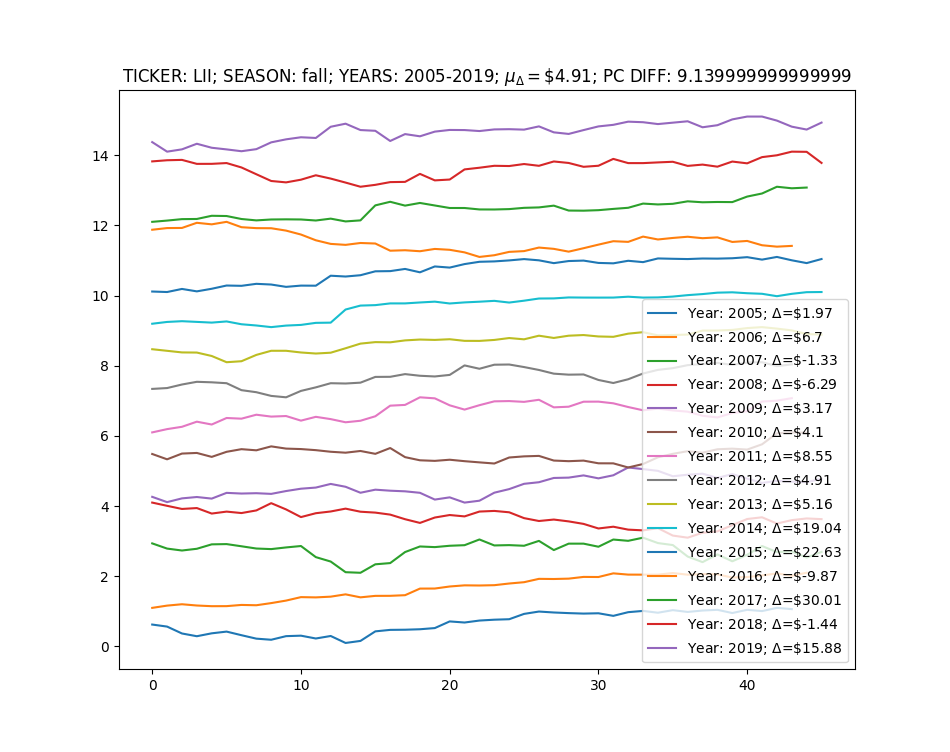 TICKER: LII; SEASON: fall; YEARS: 2005-2019; μΔ = $4.91; PC DIFF: 9.139999999999999
14
12
10
8
6
4
2
0
0 10 20 30 40
Year: 2005; Δ=$1.97
Year: 2006; Δ=$6.7
Year: 2007; Δ=$-1.33
Year: 2008; Δ=$-6.29
Year: 2009; Δ=$3.17
Year: 2010; Δ=$4.1
Year: 2011; Δ=$8.55
Year: 2012; Δ=$4.91
Year: 2013; Δ=$5.16
Year: 2014; Δ=$19.04
Year: 2015; Δ=$22.63
Year: 2016; Δ=$-9.87
Year: 2017; Δ=$30.01
Year: 2018; Δ=$-1.44
Year: 2019; Δ=$15.88